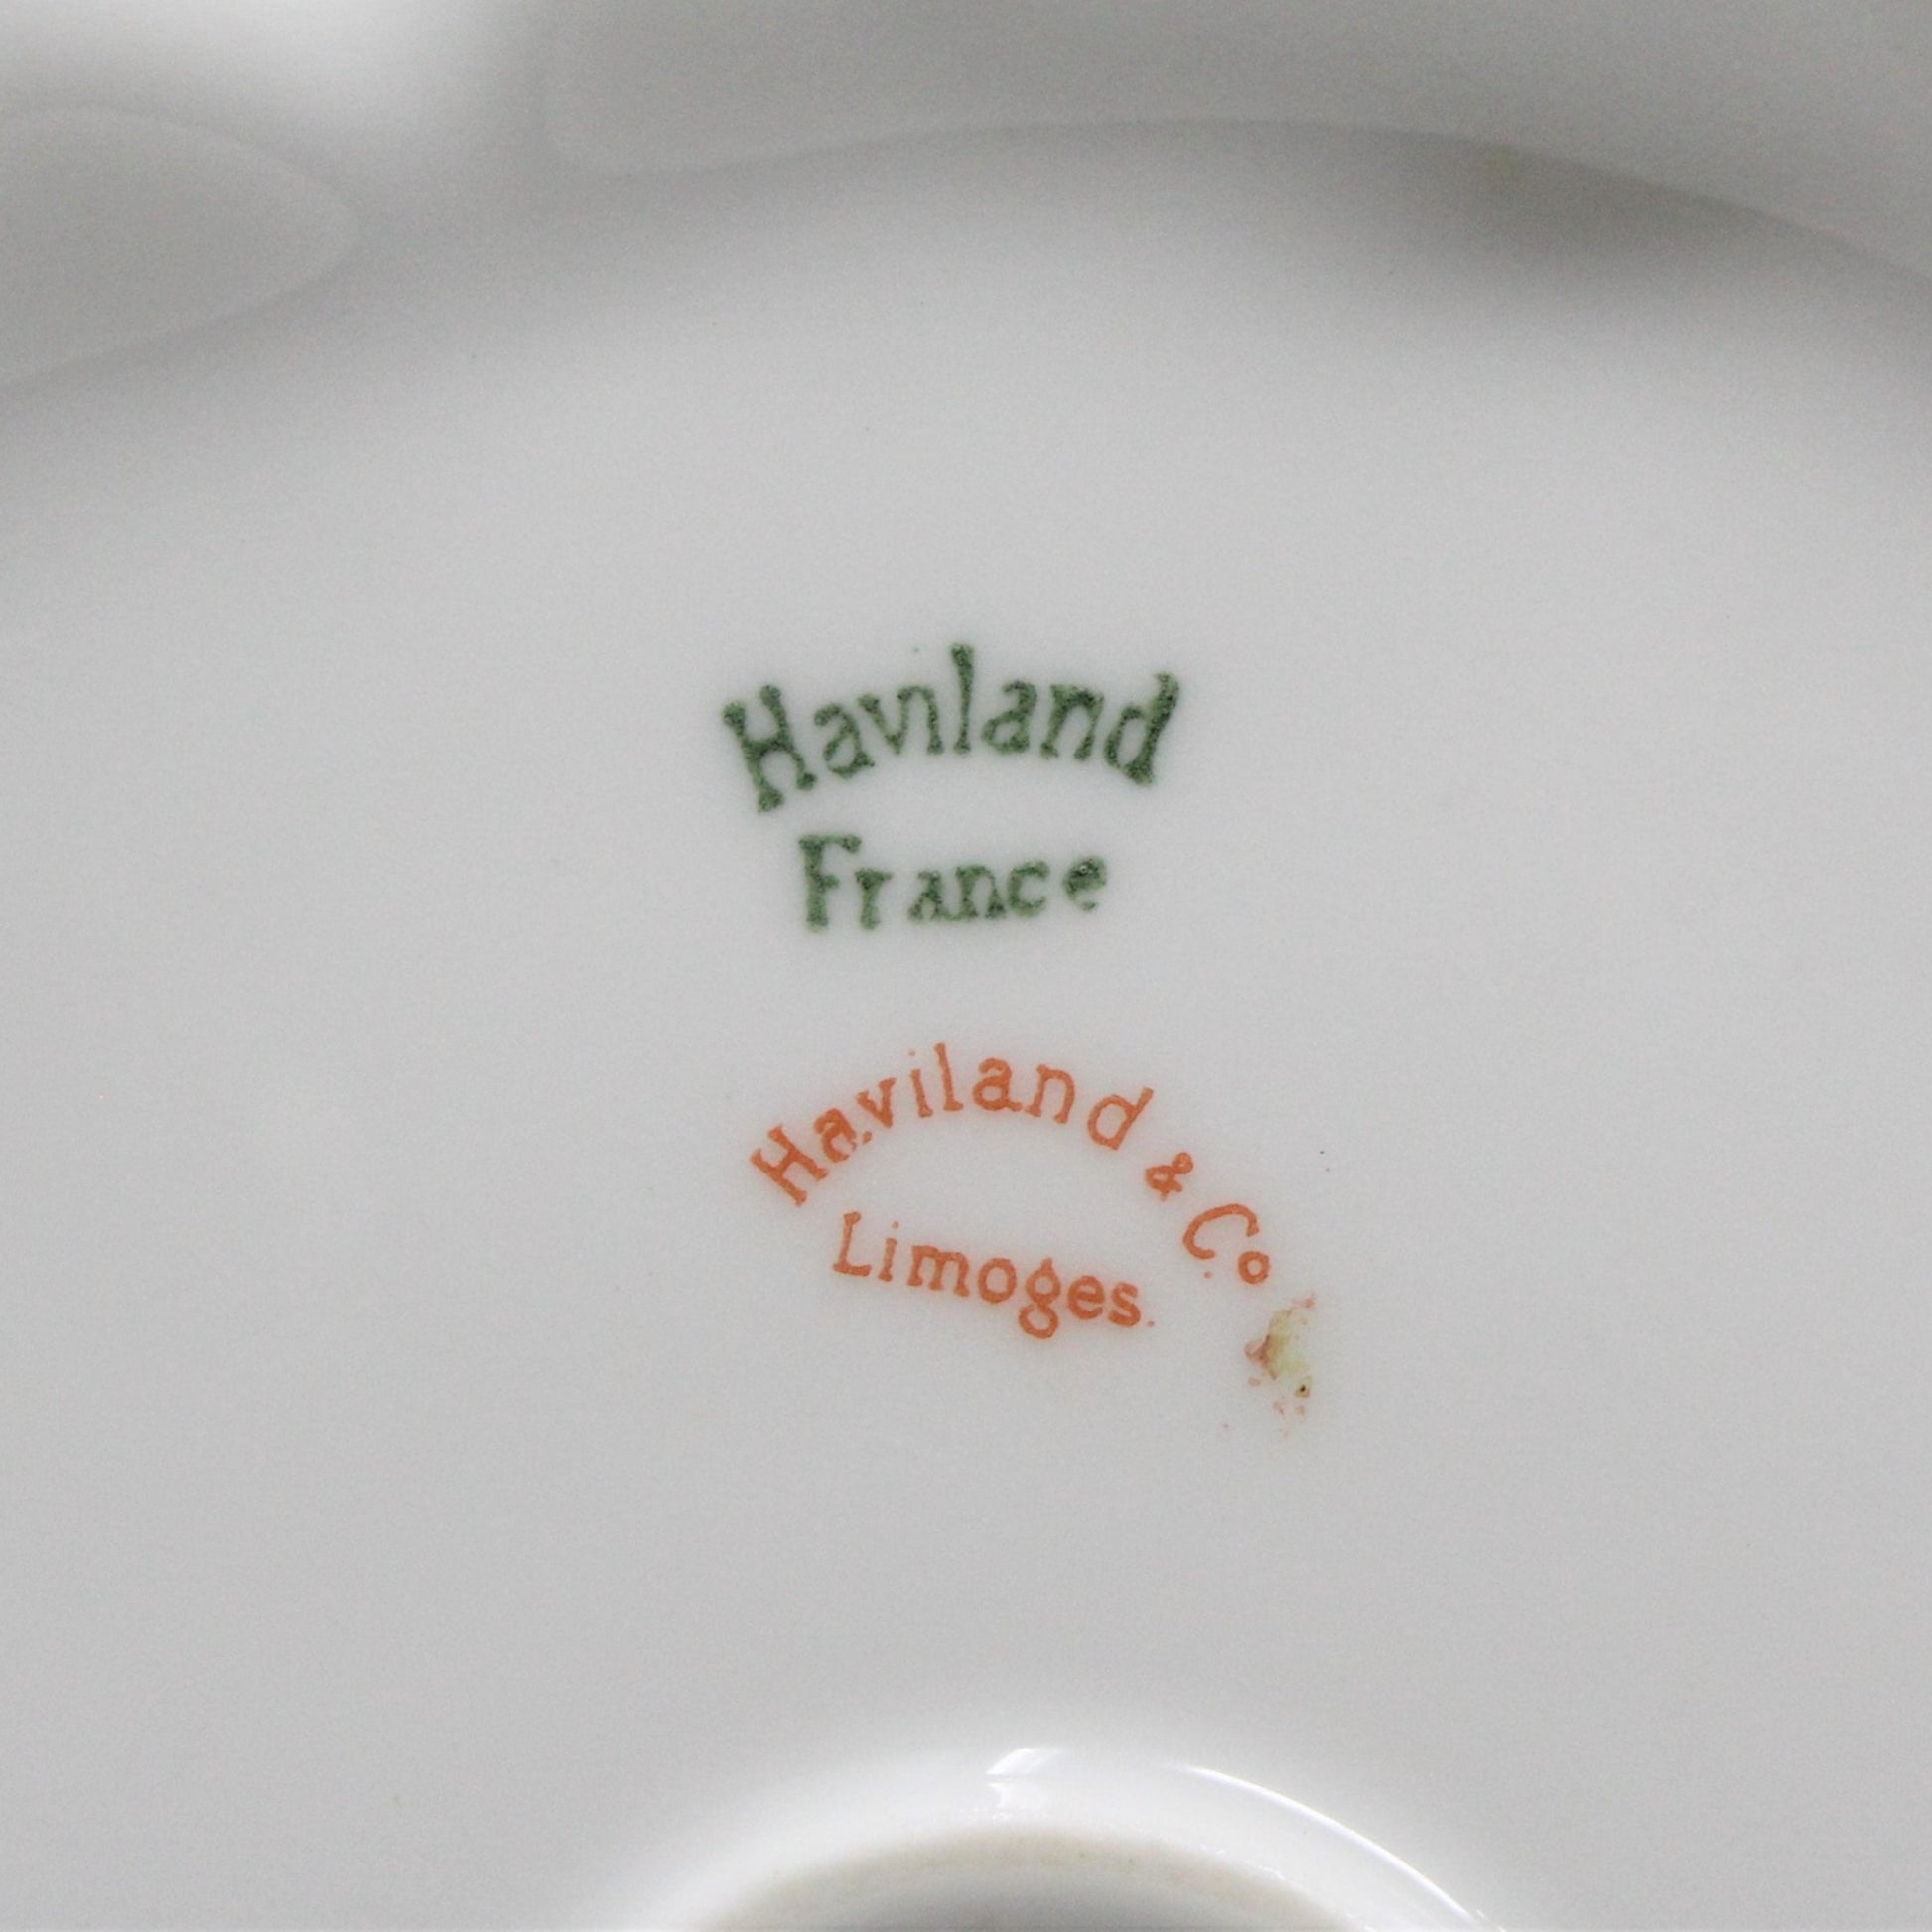 Haviland
France
Haviland & Co
Limoges.